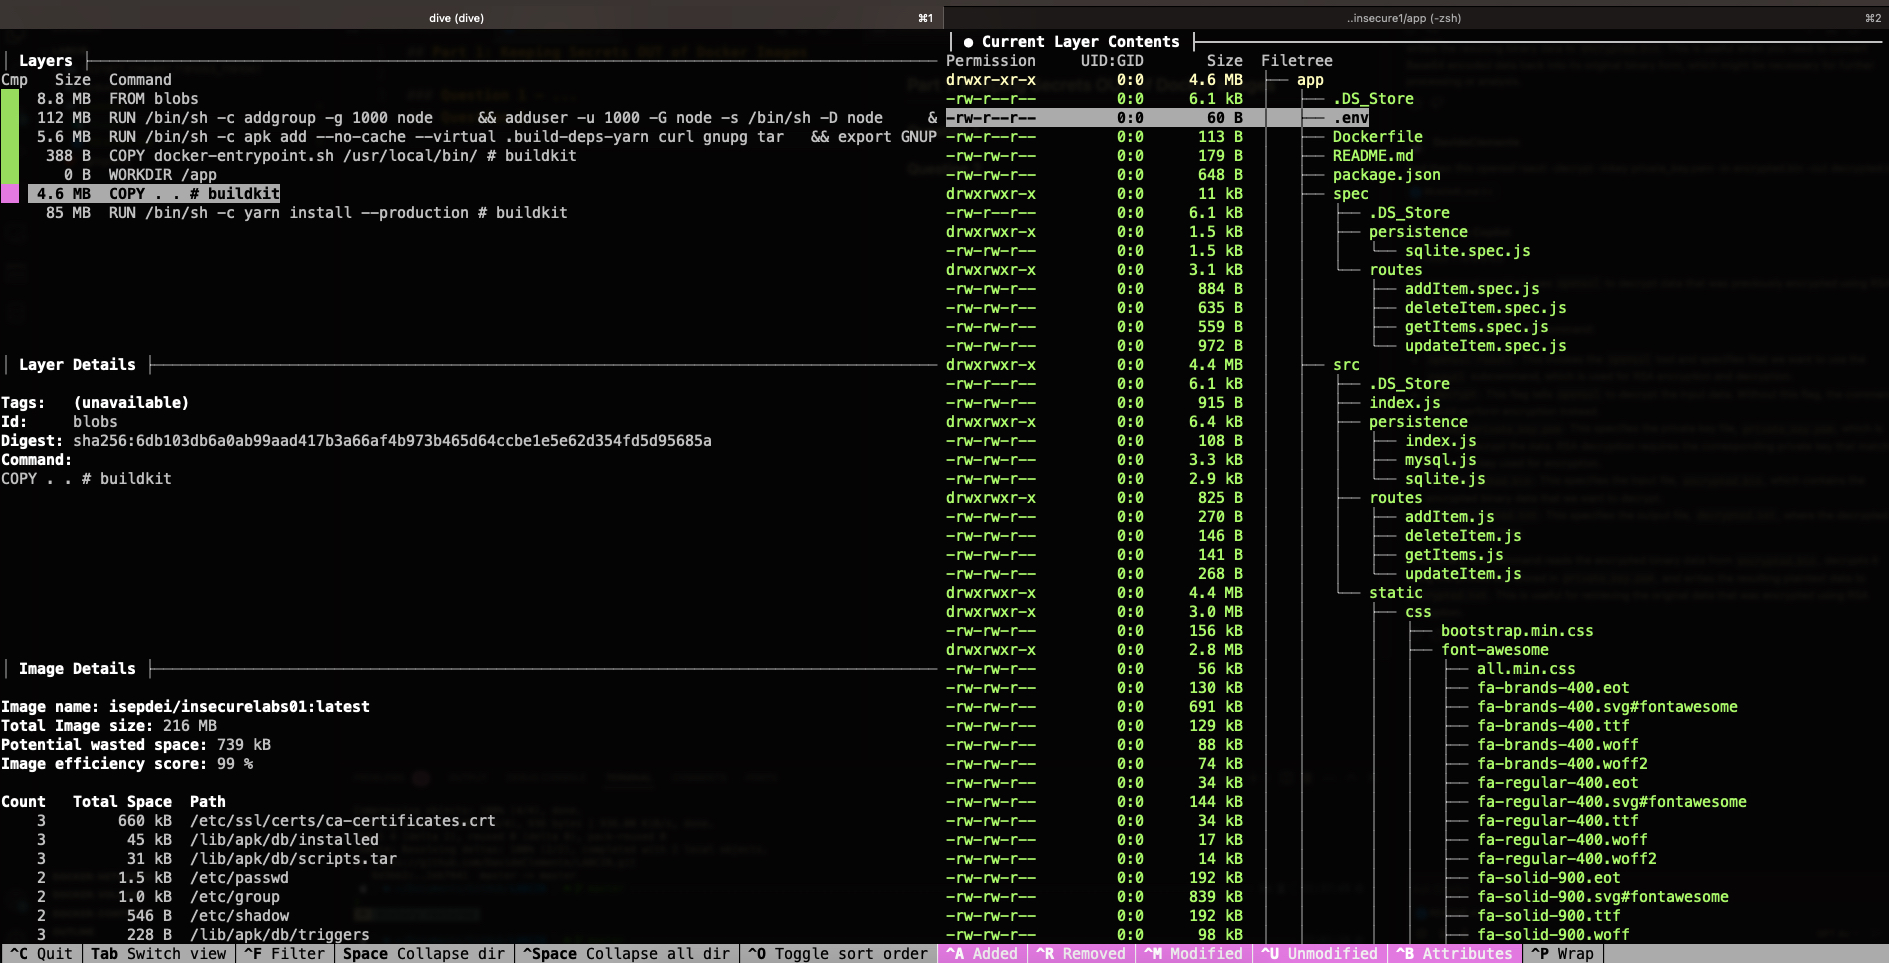 dive (dive) ⌘1
..insecure1/app (-zsh) ⌘2
│ Layers ├
Cmp Size Command
8.8 MB FROM blobs
112 MB RUN /bin/sh -c addgroup -g 1000 node && adduser -u 1000 -G node -s /bin/sh -D node &
5.6 MB RUN /bin/sh -c apk add --no-cache --virtual .build-deps-yarn curl gnupg tar && export GNUP
388 B COPY docker-entrypoint.sh /usr/local/bin/ # buildkit
0 B WORKDIR /app
4.6 MB COPY . . # buildkit
85 MB RUN /bin/sh -c yarn install --production # buildkit
│ Layer Details ├
Tags: (unavailable)
Id: blobs
Digest: sha256:6db103db6a0ab99aad417b3a66af4b973b465d64ccbe1e5e62d354fd5d95685a
Command:
COPY . . # buildkit
│ Image Details ├
Image name: isepdei/insecurelabs01:latest
Total Image size: 216 MB
Potential wasted space: 739 kB
Image efficiency score: 99 %
Count Total Space Path
3 660 kB /etc/ssl/certs/ca-certificates.crt
3 45 kB /lib/apk/db/installed
3 31 kB /lib/apk/db/scripts.tar
2 1.5 kB /etc/passwd
2 1.0 kB /etc/group
2 546 B /etc/shadow
3 228 B /lib/apk/db/triggers
│ ● Current Layer Contents ├
Permission UID:GID Size Filetree
drwxr-xr-x 0:0 4.6 MB ├── app
-rw-r--r-- 0:0 6.1 kB │ ├── .DS_Store
-rw-r--r-- 0:0 60 B │ ├── .env
-rw-rw-r-- 0:0 113 B │ ├── Dockerfile
-rw-rw-r-- 0:0 179 B │ ├── README.md
-rw-rw-r-- 0:0 648 B │ ├── package.json
drwxrwxr-x 0:0 11 kB │ ├── spec
-rw-r--r-- 0:0 6.1 kB │ │ ├── .DS_Store
drwxrwxr-x 0:0 1.5 kB │ │ ├── persistence
-rw-rw-r-- 0:0 1.5 kB │ │ │ └── sqlite.spec.js
drwxrwxr-x 0:0 3.1 kB │ │ └── routes
-rw-rw-r-- 0:0 884 B │ │ ├── addItem.spec.js
-rw-rw-r-- 0:0 635 B │ │ ├── deleteItem.spec.js
-rw-rw-r-- 0:0 559 B │ │ ├── getItems.spec.js
-rw-rw-r-- 0:0 972 B │ │ └── updateItem.spec.js
drwxrwxr-x 0:0 4.4 MB │ ├── src
-rw-r--r-- 0:0 6.1 kB │ │ ├── .DS_Store
-rw-rw-r-- 0:0 915 B │ │ ├── index.js
drwxrwxr-x 0:0 6.4 kB │ │ ├── persistence
-rw-rw-r-- 0:0 108 B │ │ │ ├── index.js
-rw-rw-r-- 0:0 3.3 kB │ │ │ ├── mysql.js
-rw-rw-r-- 0:0 2.9 kB │ │ │ └── sqlite.js
drwxrwxr-x 0:0 825 B │ │ ├── routes
-rw-rw-r-- 0:0 270 B │ │ │ ├── addItem.js
-rw-rw-r-- 0:0 146 B │ │ │ ├── deleteItem.js
-rw-rw-r-- 0:0 141 B │ │ │ ├── getItems.js
-rw-rw-r-- 0:0 268 B │ │ │ └── updateItem.js
drwxrwxr-x 0:0 4.4 MB │ │ └── static
drwxrwxr-x 0:0 3.0 MB │ │ ├── css
-rw-rw-r-- 0:0 156 kB │ │ │ ├── bootstrap.min.css
drwxrwxr-x 0:0 2.8 MB │ │ │ ├── font-awesome
-rw-rw-r-- 0:0 56 kB │ │ │ │ ├── all.min.css
-rw-rw-r-- 0:0 130 kB │ │ │ │ ├── fa-brands-400.eot
-rw-rw-r-- 0:0 691 kB │ │ │ │ ├── fa-brands-400.svg#fontawesome
-rw-rw-r-- 0:0 129 kB │ │ │ │ ├── fa-brands-400.ttf
-rw-rw-r-- 0:0 88 kB │ │ │ │ ├── fa-brands-400.woff
-rw-rw-r-- 0:0 74 kB │ │ │ │ ├── fa-brands-400.woff2
-rw-rw-r-- 0:0 34 kB │ │ │ │ ├── fa-regular-400.eot
-rw-rw-r-- 0:0 144 kB │ │ │ │ ├── fa-regular-400.svg#fontawesome
-rw-rw-r-- 0:0 34 kB │ │ │ │ ├── fa-regular-400.ttf
-rw-rw-r-- 0:0 17 kB │ │ │ │ ├── fa-regular-400.woff
-rw-rw-r-- 0:0 14 kB │ │ │ │ ├── fa-regular-400.woff2
-rw-rw-r-- 0:0 192 kB │ │ │ │ ├── fa-solid-900.eot
-rw-rw-r-- 0:0 839 kB │ │ │ │ ├── fa-solid-900.svg#fontawesome
-rw-rw-r-- 0:0 192 kB │ │ │ │ ├── fa-solid-900.ttf
-rw-rw-r-- 0:0 98 kB │ │ │ │ ├── fa-solid-900.woff
^C Quit │ Tab Switch view │ ^F Filter │ Space Collapse dir │ ^Space Collapse all dir │ ^O Toggle sort order │ ^A Added │ ^R Removed │ ^M Modified │ ^U Unmodified │ ^B Attributes │ ^P Wrap │